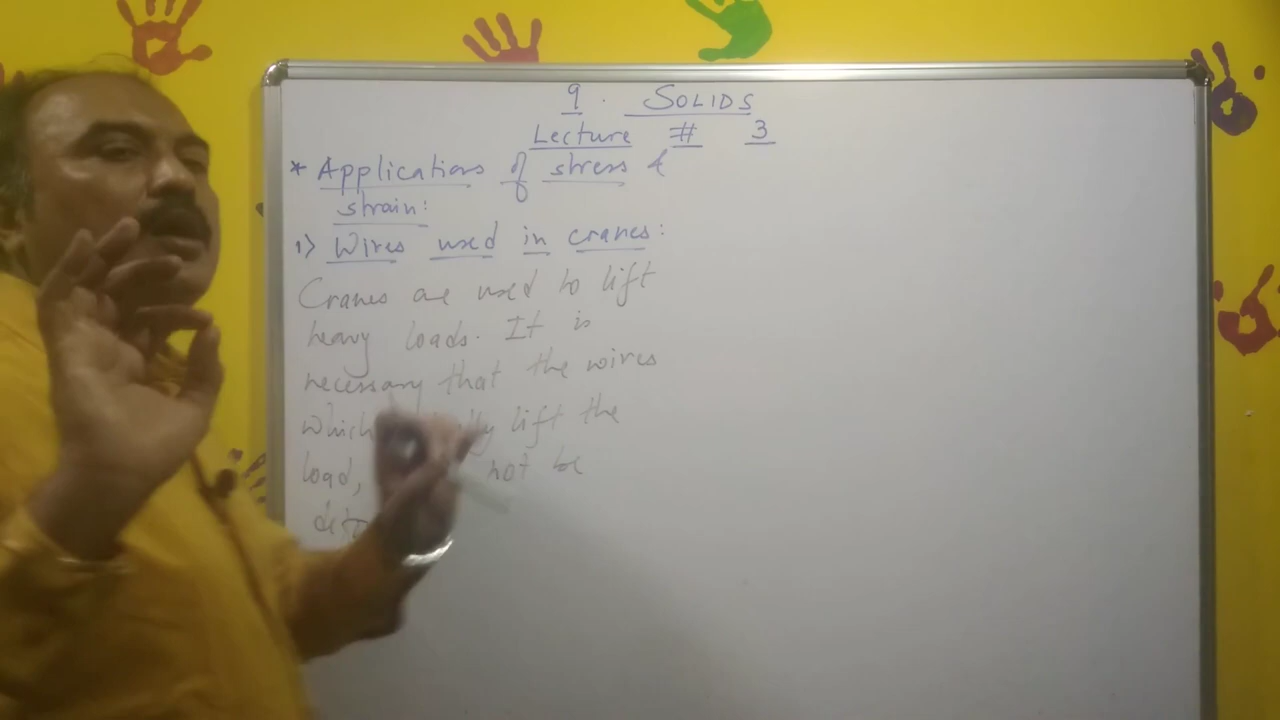 9. SOLIDS
Lecture # 3
* Applications of stress &
strain:
1) Wires used in cranes:
Cranes are used to lift
heavy loads. It is
necessary that the wires
which lift the
load, not be